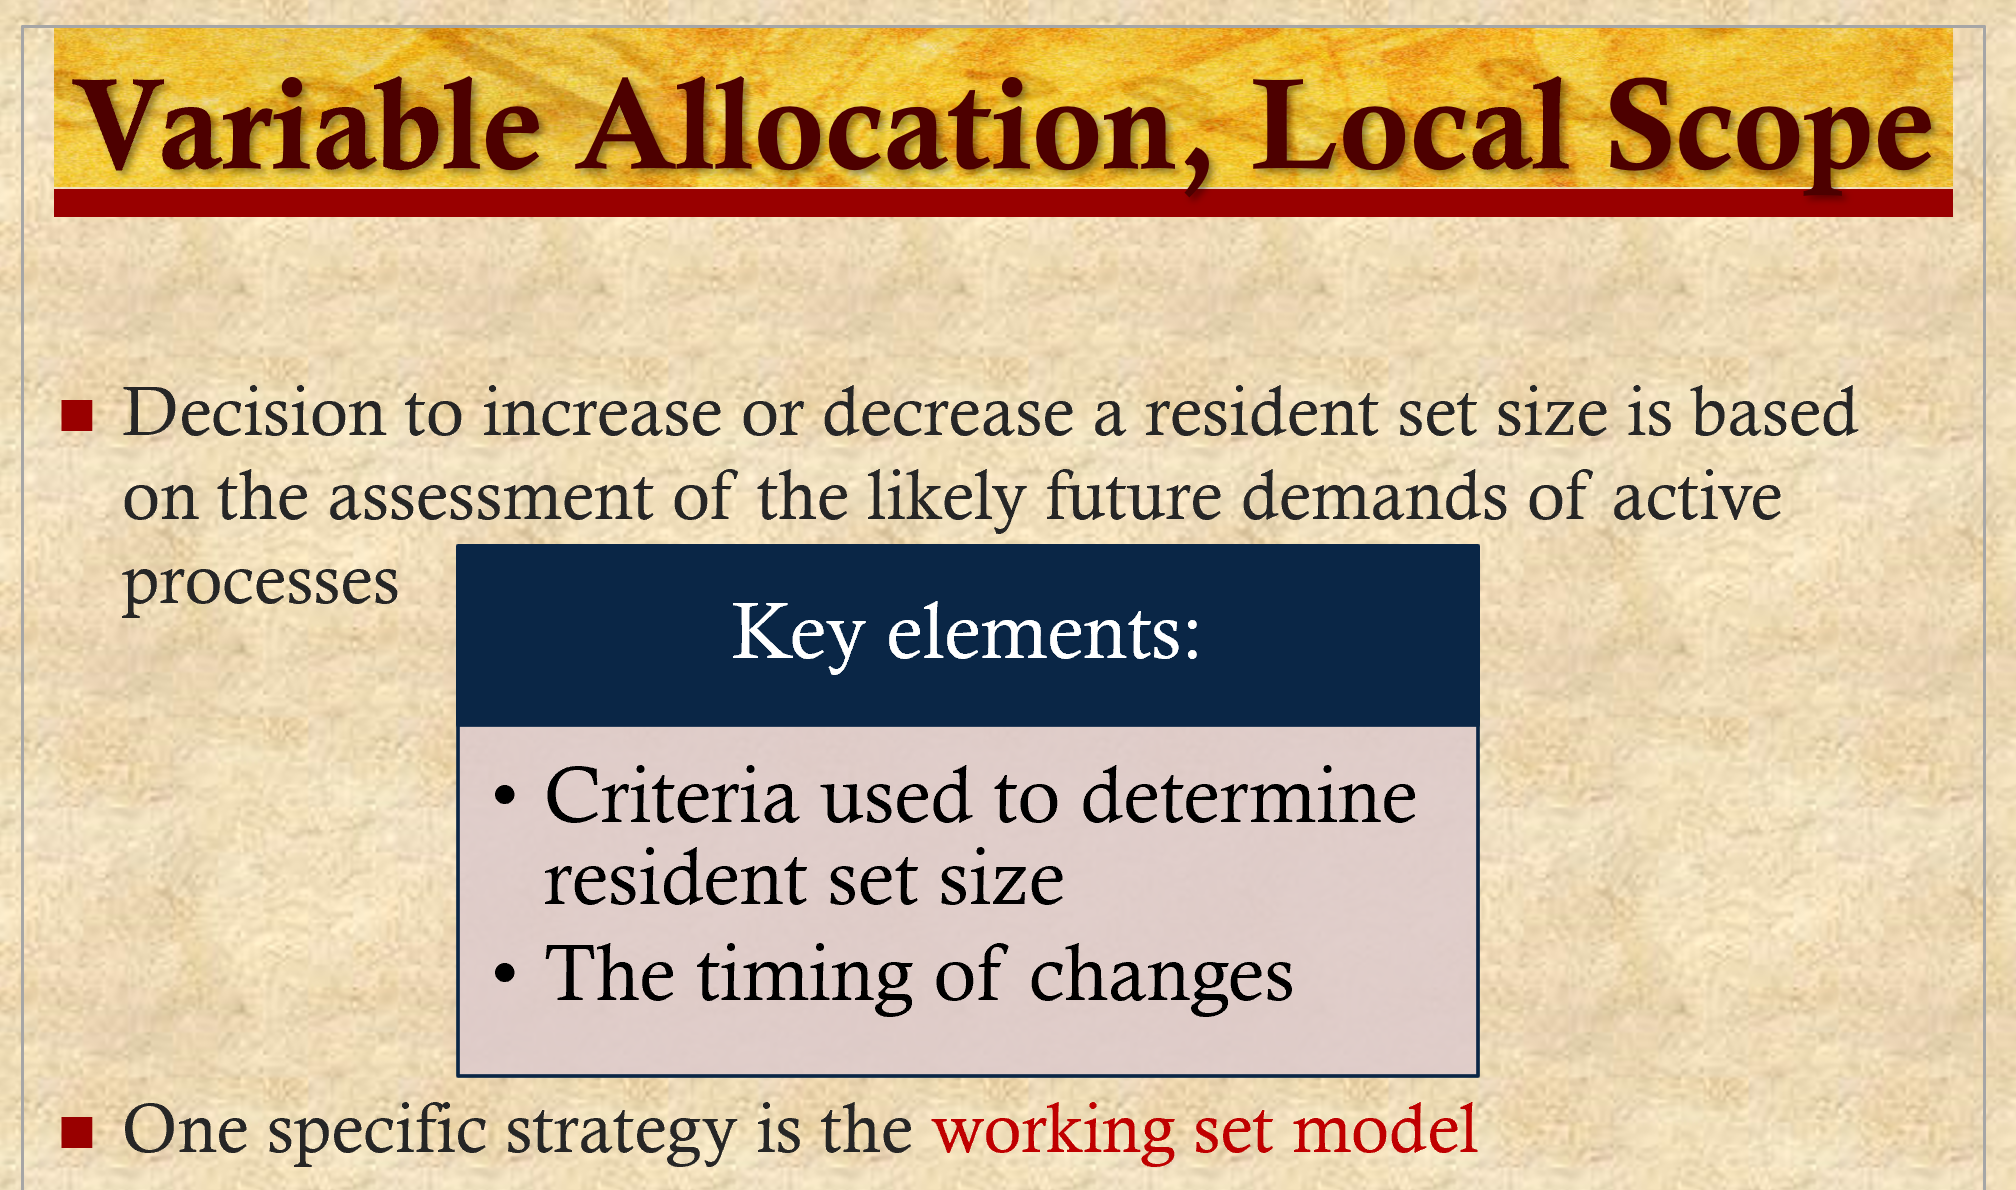 Variable Allocation, Local Scope
■ Decision to increase or decrease a resident set size is based
on the assessment of the likely future demands of active
processes
Key elements:
• Criteria used to determine
resident set size
• The timing of changes
■ One specific strategy is the working set model